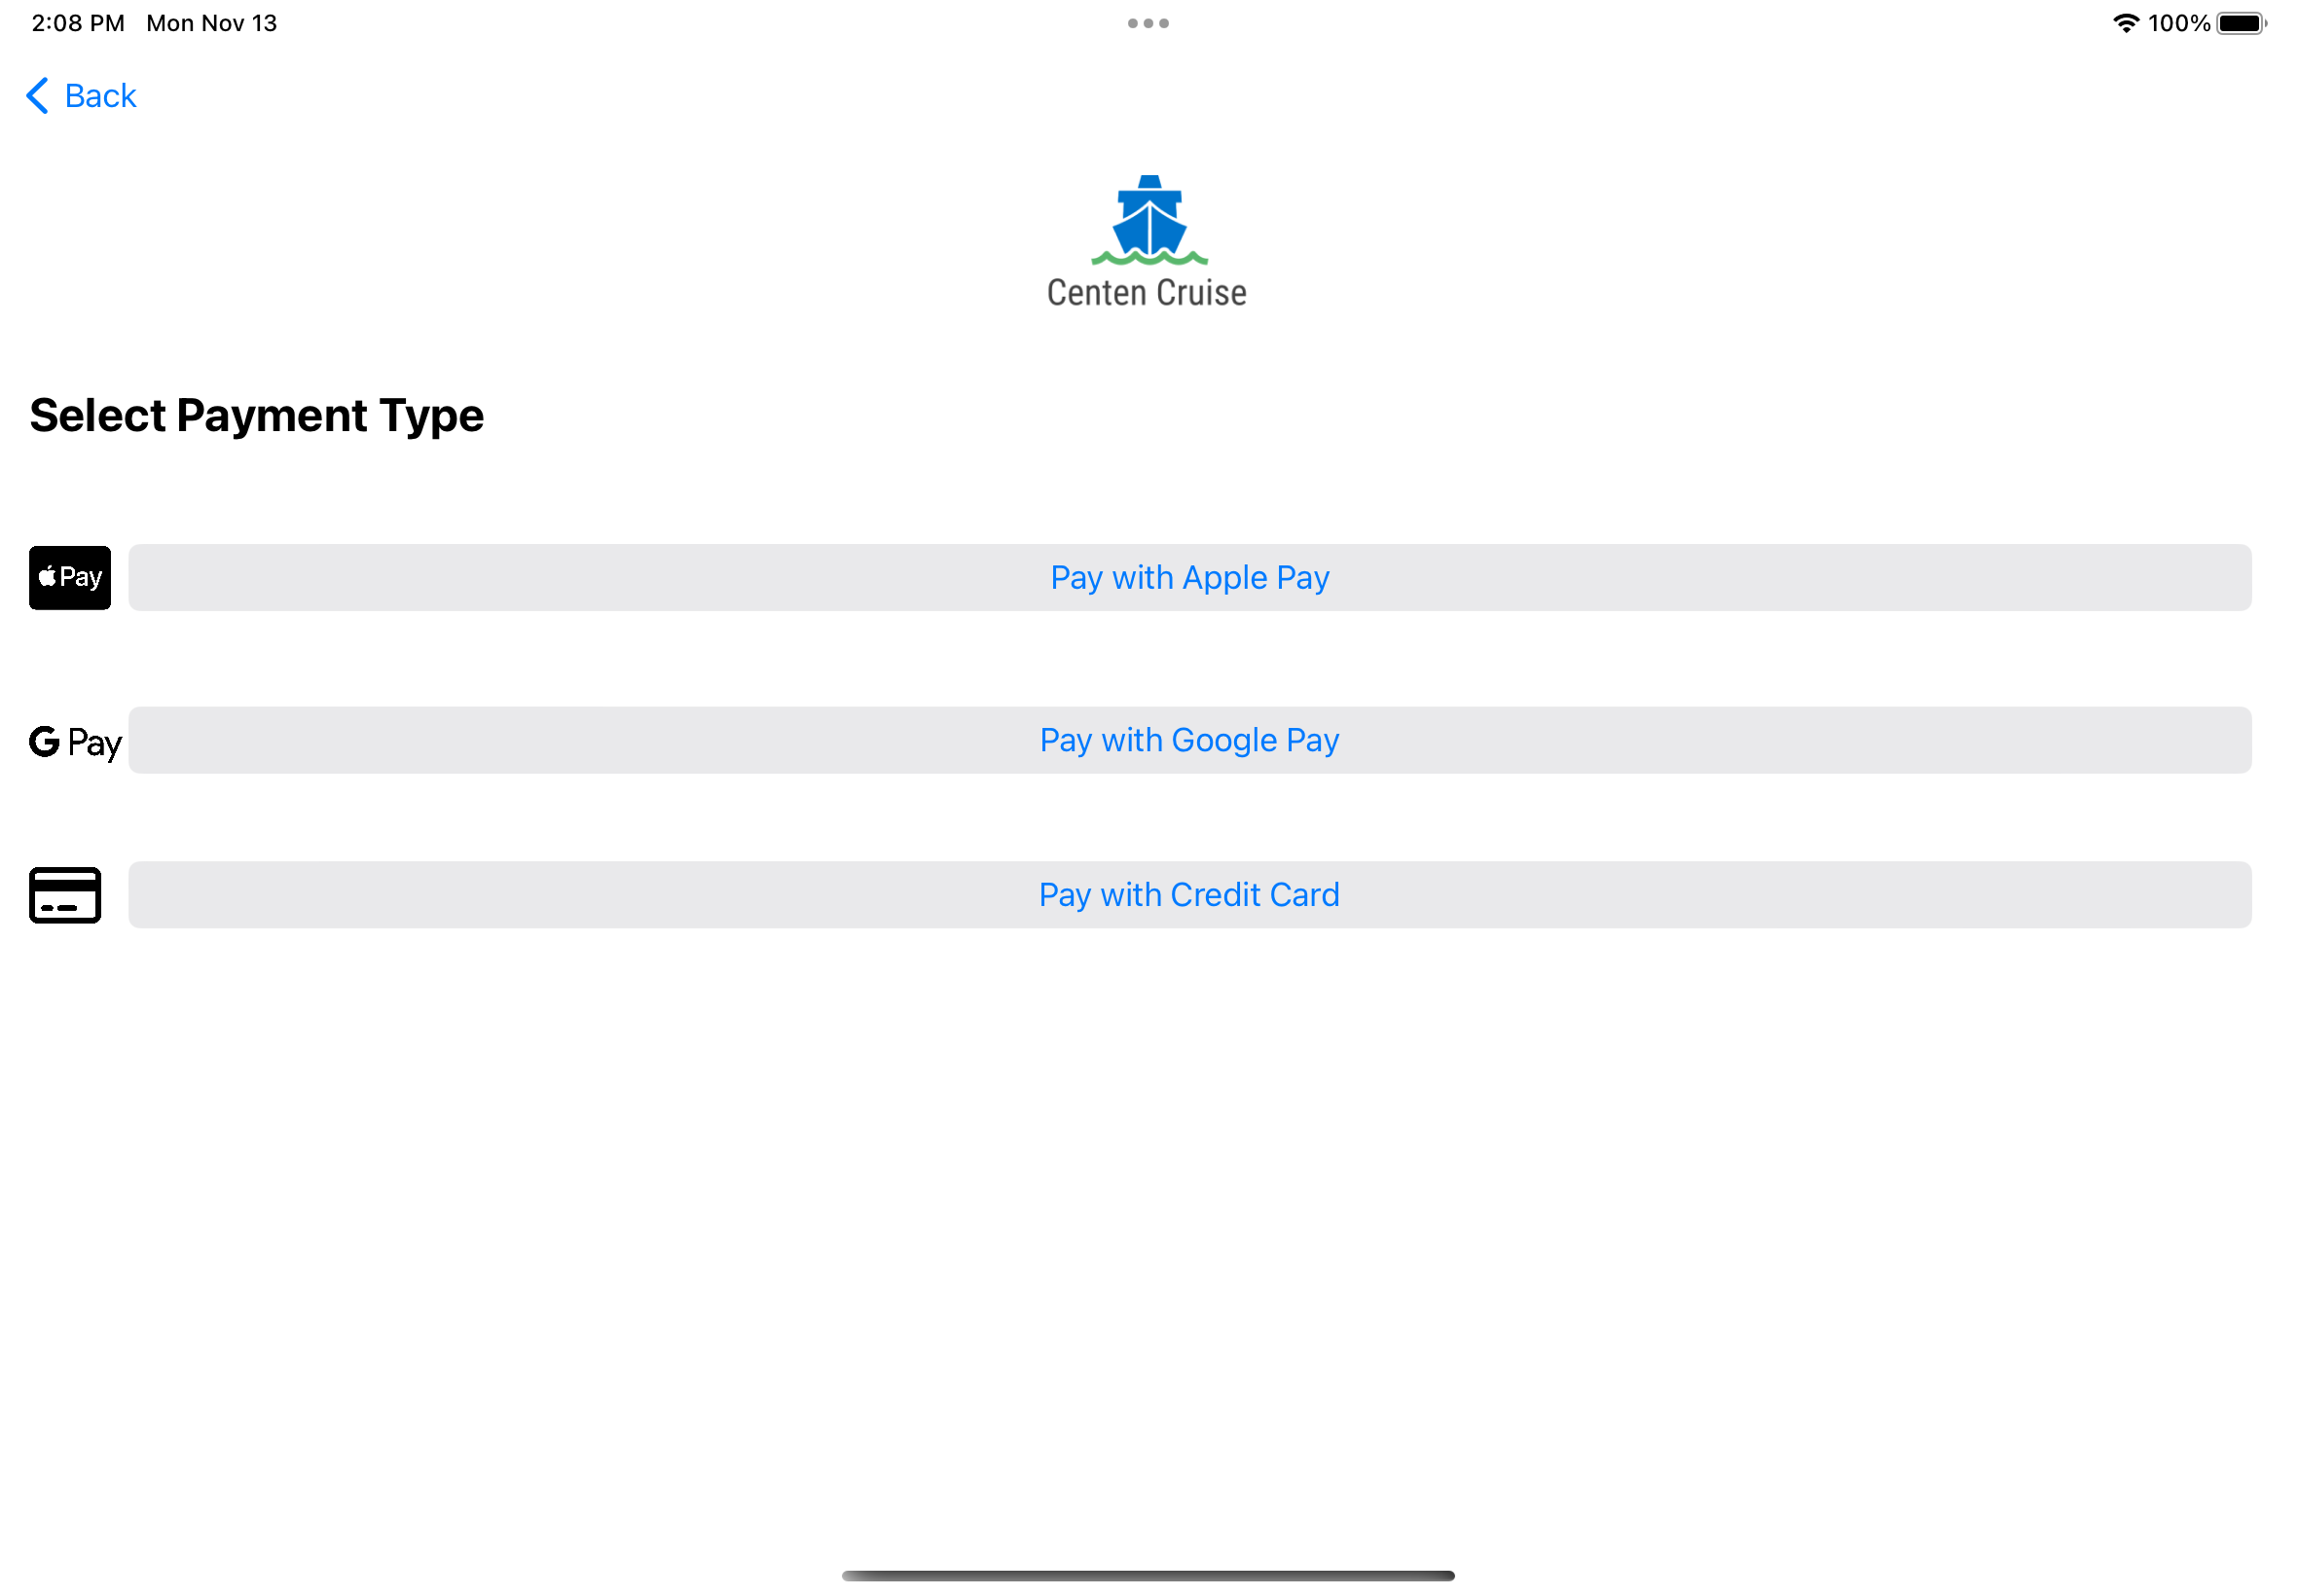 2:08 PM Mon Nov 13
100%
Back
Centen Cruise
Select Payment Type
Pay
Pay with Apple Pay
G Pay
Pay with Google Pay
Pay with Credit Card